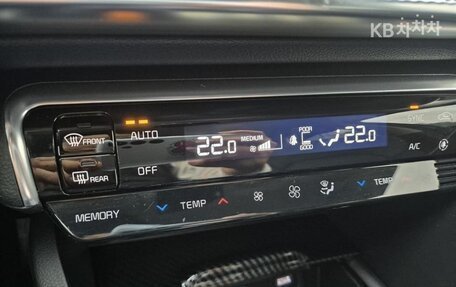 KB차차차
FRONT
AUTO
22.0
MEDIUM
POOR
GOOD
22.0
SYNC
A/C
REAR
OFF
MEMORY
TEMP
TEMP